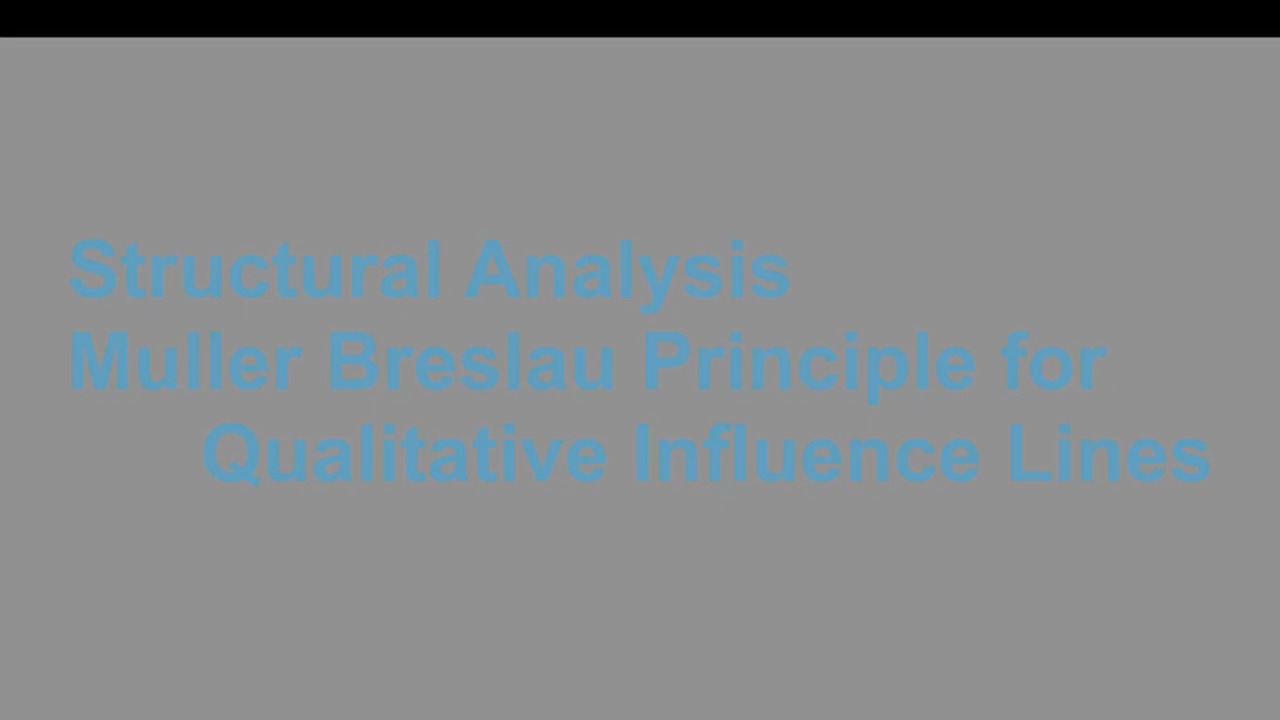 Structural Analysis
Muller Breslau Principle for
Qualitative Influence Lines